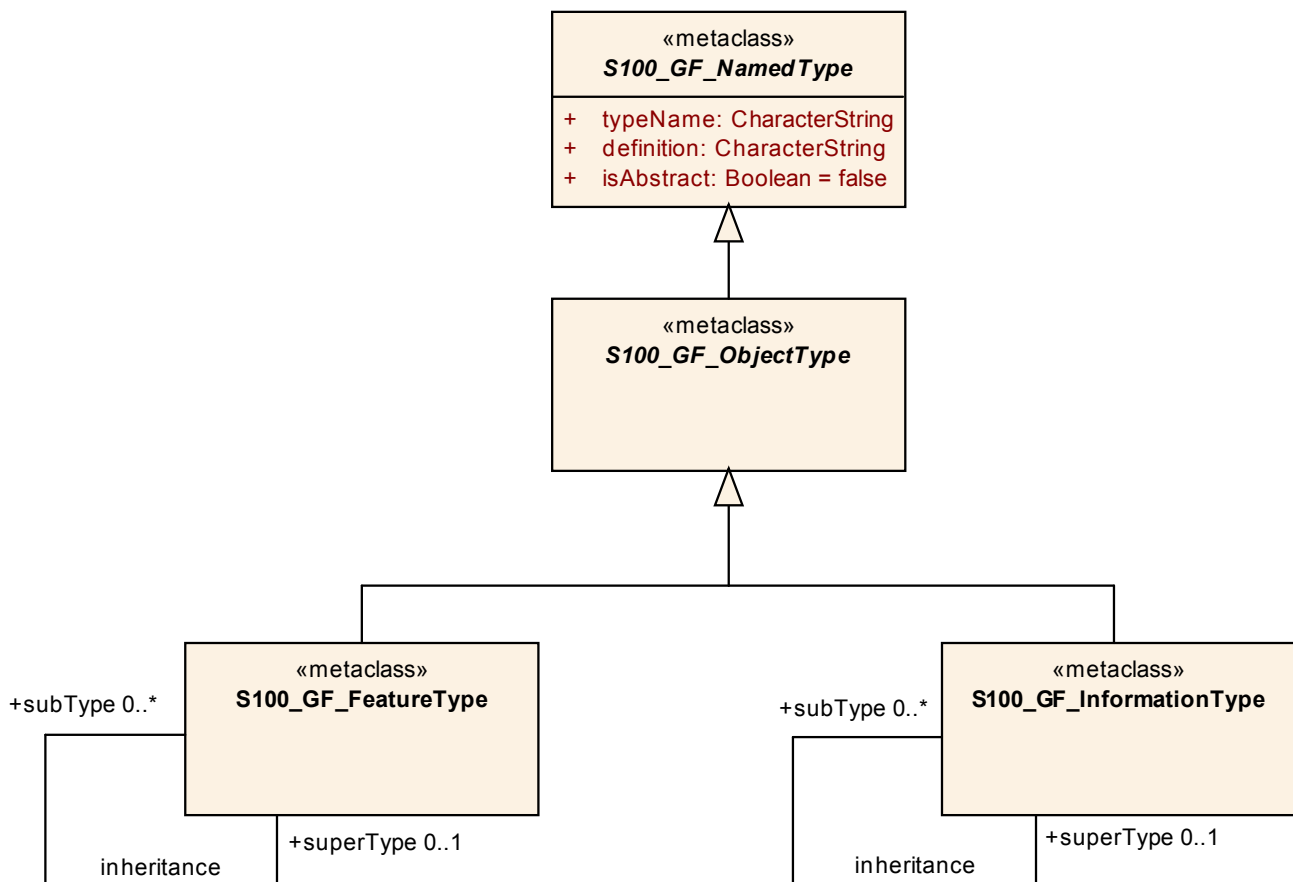 «metaclass»
S100_GF_NamedType
+ typeName: CharacterString
+ definition: CharacterString
+ isAbstract: Boolean = false
«metaclass»
S100_GF_ObjectType
«metaclass»
S100_GF_FeatureType
+subType 0..*
+superType 0..1
inheritance
«metaclass»
S100_GF_InformationType
+subType 0..*
+superType 0..1
inheritance